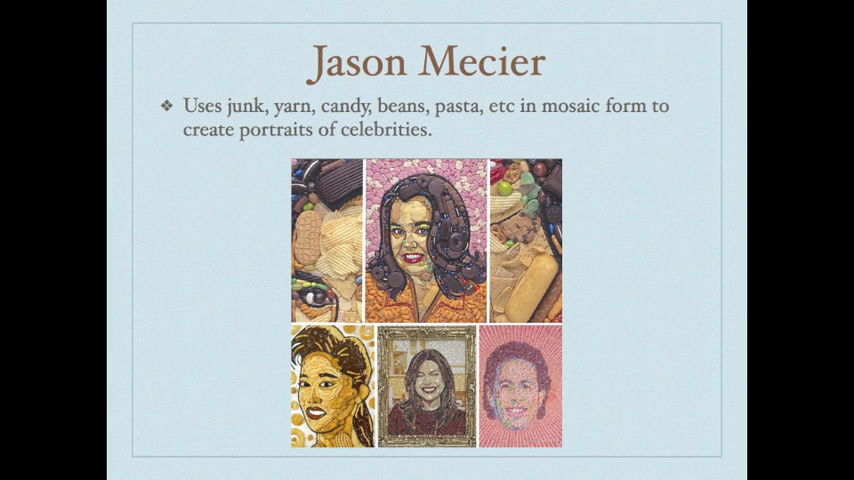 Jason Mecier
❖ Uses junk, yarn, candy, beans, pasta, etc in mosaic form to
create portraits of celebrities.